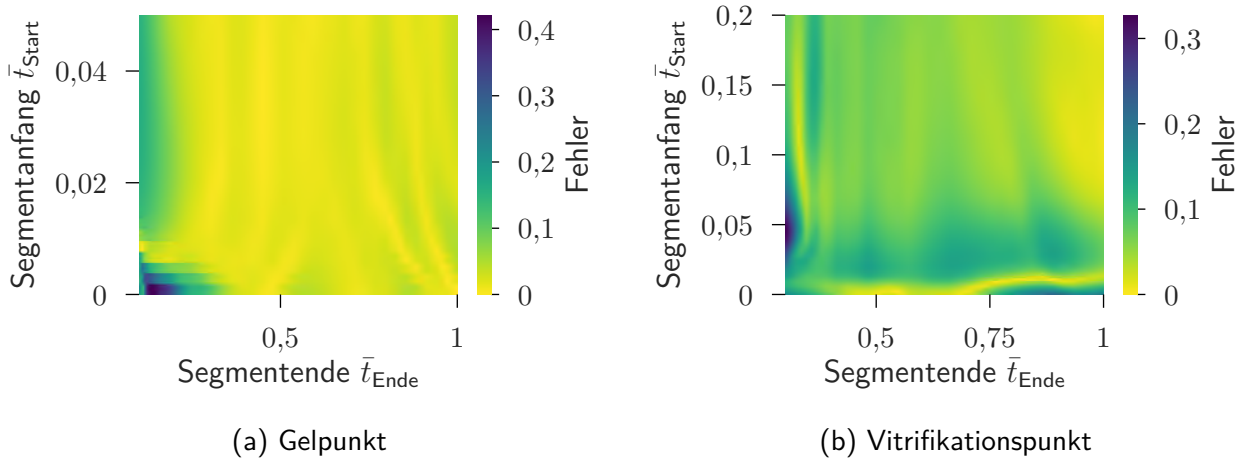 0,04
0,02
0
0,5
1
Segmentanfang t̄Start
Segmentende t̄Ende
0,4
0,3
0,2
0,1
0
Fehler
(a) Gelpunkt
0,2
0,15
0,1
0,05
0
0,5
0,75
1
Segmentanfang t̄Start
Segmentende t̄Ende
0,3
0,2
0,1
0
Fehler
(b) Vitrifikationspunkt